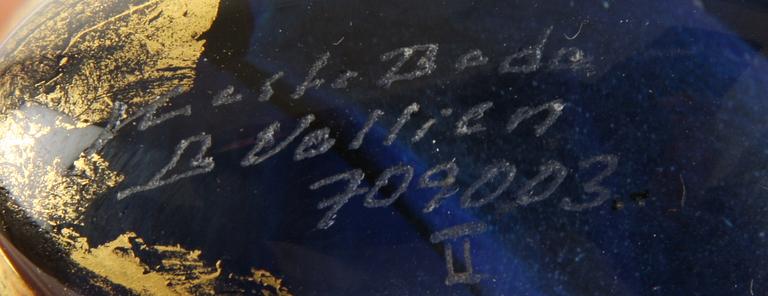 Kosta Boda
B Vallien
709003
II